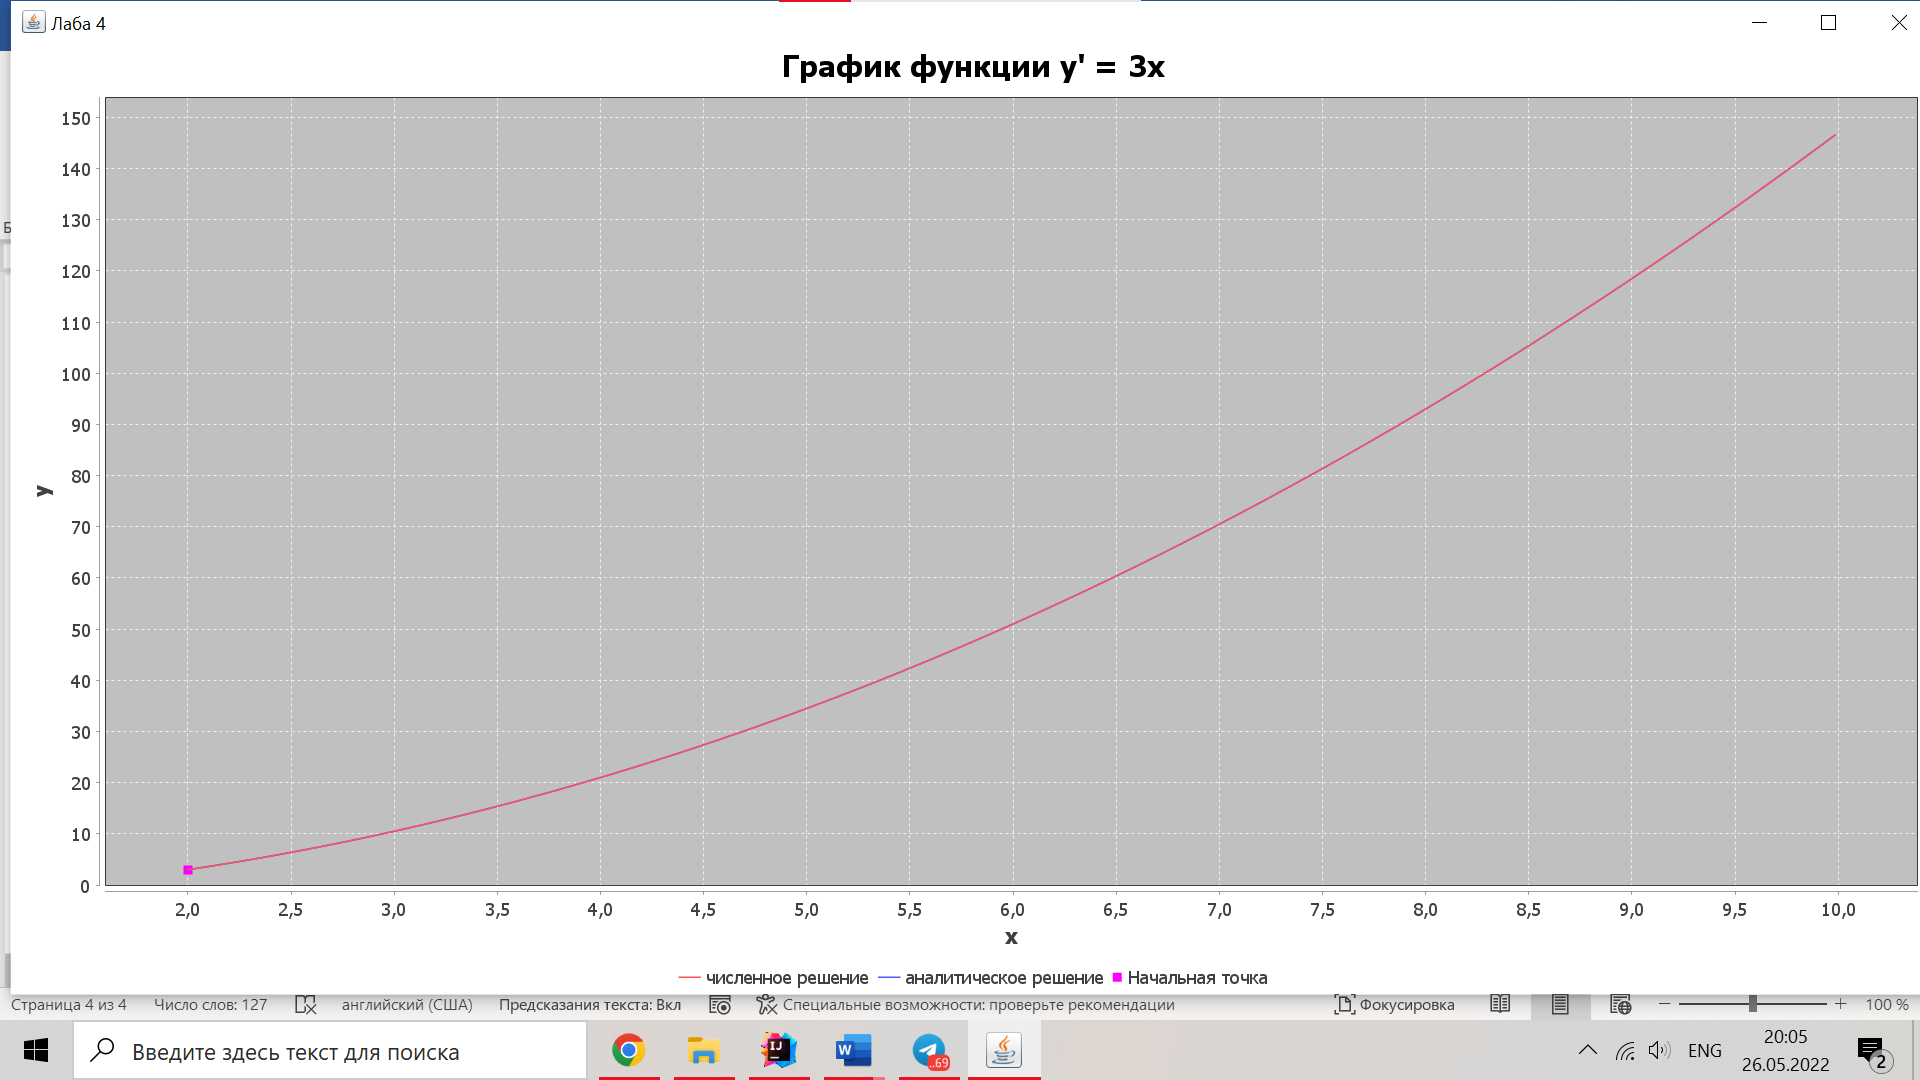 Лаба 4
График функции y' = 3x
150
140
130
120
110
100
90
80
70
60
50
40
30
20
10
0
y
2,0 2,5 3,0 3,5 4,0 4,5 5,0 5,5 6,0 6,5 7,0 7,5 8,0 8,5 9,0 9,5 10,0
x
численное решение аналитическое решение Начальная точка
Б
Страница 4 из 4 Число слов: 127 английский (США) Предсказания текста: Вкл Специальные возможности: проверьте рекомендации Фокусировка 100 %
Введите здесь текст для поиска
IJ
W
..69
ENG
20:05
26.05.2022
2